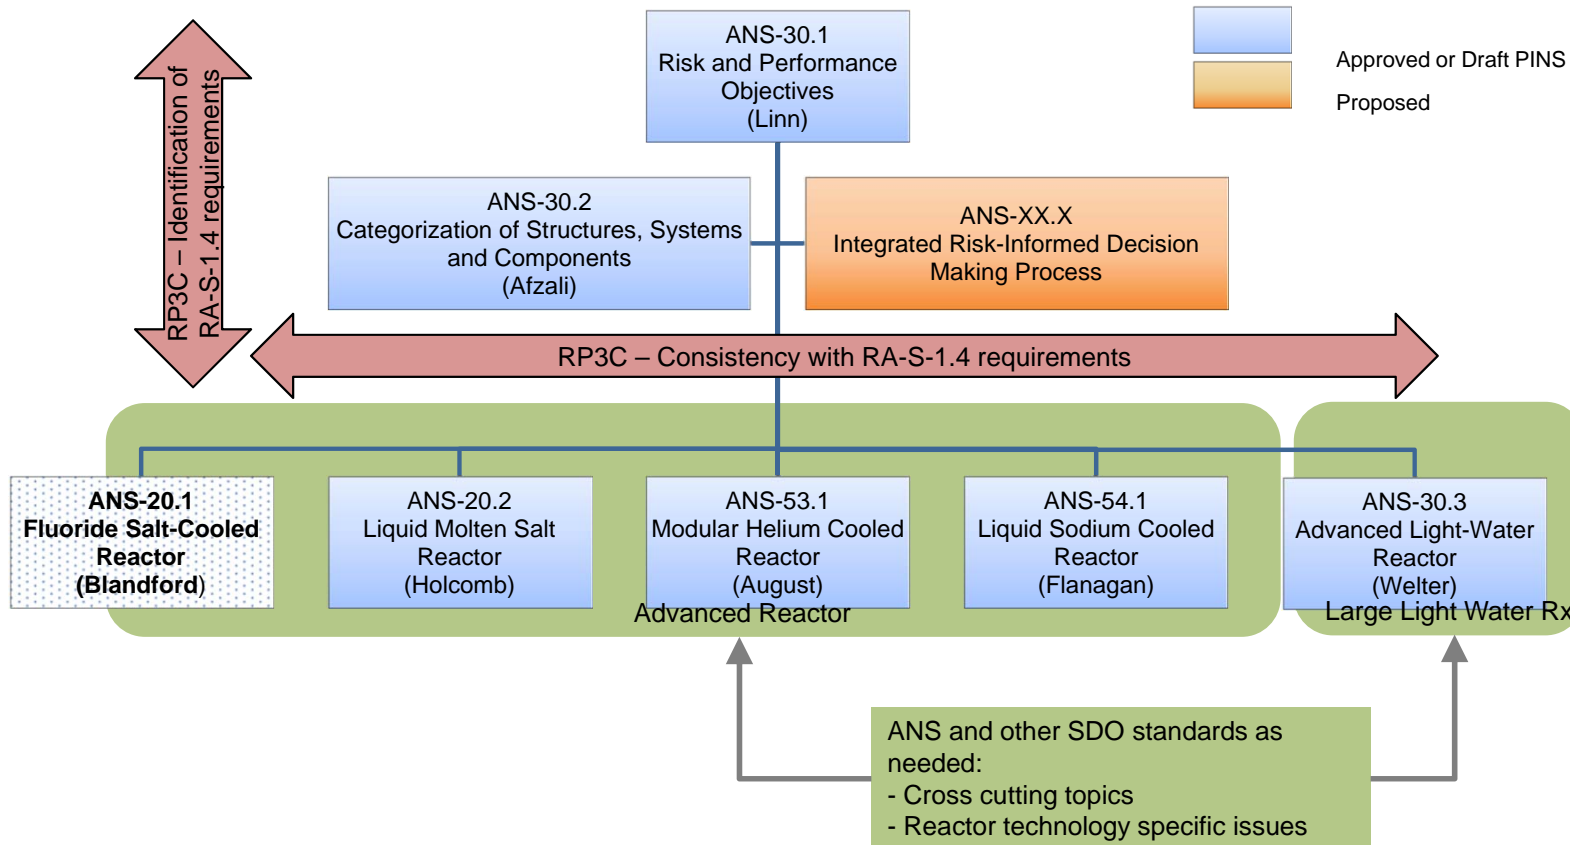 ANS-30.1
Risk and Performance
Objectives
(Linn)
Approved or Draft PINS
Proposed
RP3C – Identification of
RA-S-1.4 requirements
ANS-30.2
Categorization of Structures, Systems
and Components
(Afzali)
ANS-XX.X
Integrated Risk-Informed Decision
Making Process
RP3C – Consistency with RA-S-1.4 requirements
ANS-20.1
Fluoride Salt-Cooled
Reactor
(Blandford)
ANS-20.2
Liquid Molten Salt
Reactor
(Holcomb)
ANS-53.1
Modular Helium Cooled
Reactor
(August)
ANS-54.1
Liquid Sodium Cooled
Reactor
(Flanagan)
ANS-30.3
Advanced Light-Water
Reactor
(Welter)
Advanced Reactor
Large Light Water Rx
ANS and other SDO standards as
needed:
- Cross cutting topics
- Reactor technology specific issues